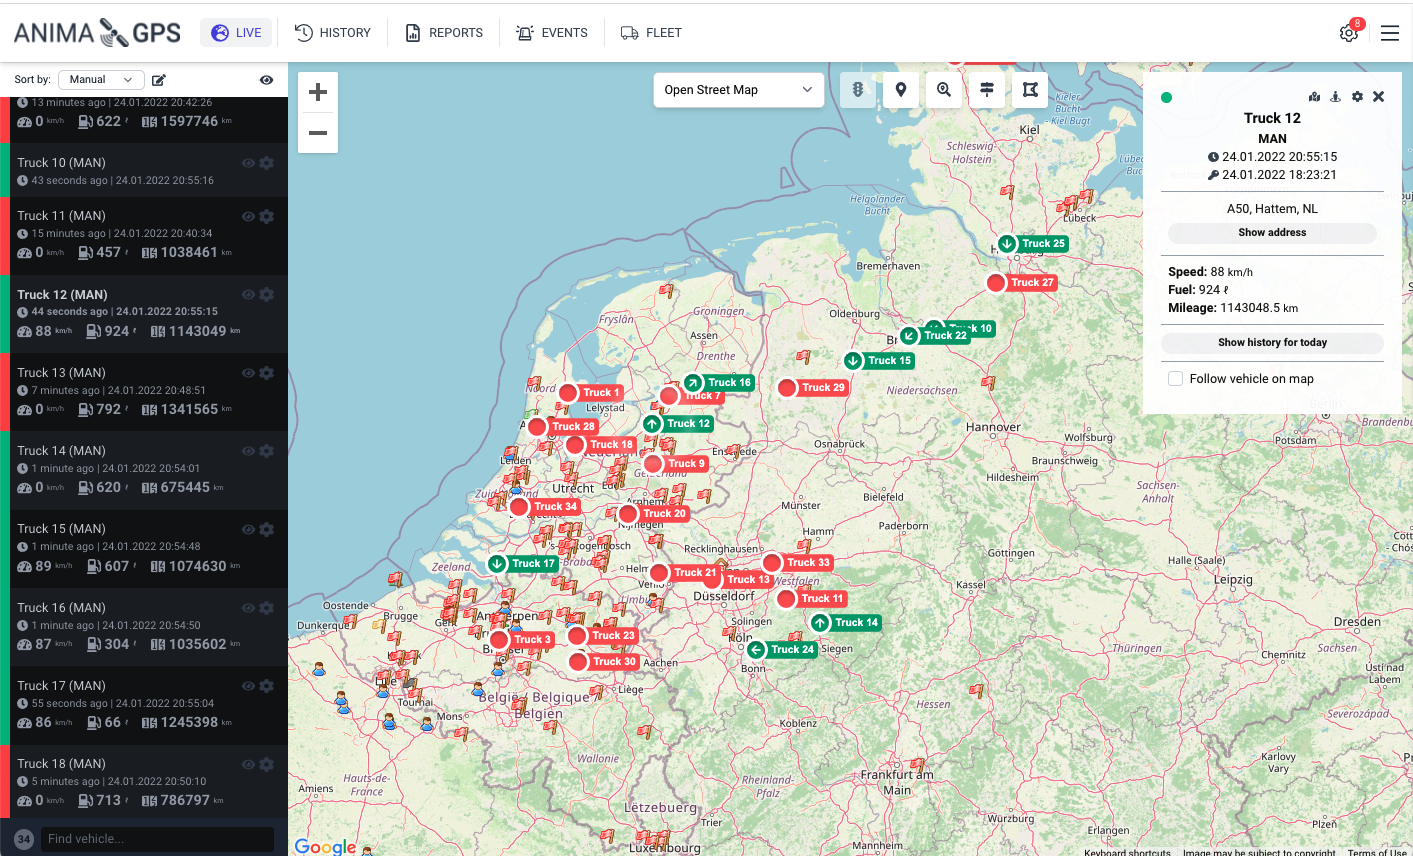 ANIMA GPS
LIVE
HISTORY
REPORTS
EVENTS
FLEET
8
Sort by:
Manual
13 minutes ago | 24.01.2022 20:42:26
0 km/h 622 ℓ 1597746 km
Truck 10 (MAN)
43 seconds ago | 24.01.2022 20:55:16
Truck 11 (MAN)
15 minutes ago | 24.01.2022 20:40:34
0 km/h 457 ℓ 1038461 km
Truck 12 (MAN)
44 seconds ago | 24.01.2022 20:55:15
88 km/h 924 ℓ 1143049 km
Truck 13 (MAN)
7 minutes ago | 24.01.2022 20:48:51
0 km/h 792 ℓ 1341565 km
Truck 14 (MAN)
1 minute ago | 24.01.2022 20:54:01
0 km/h 620 ℓ 675445 km
Truck 15 (MAN)
1 minute ago | 24.01.2022 20:54:48
89 km/h 607 ℓ 1074630 km
Truck 16 (MAN)
1 minute ago | 24.01.2022 20:54:50
87 km/h 304 ℓ 1035602 km
Truck 17 (MAN)
55 seconds ago | 24.01.2022 20:55:04
86 km/h 66 ℓ 1245398 km
Truck 18 (MAN)
5 minutes ago | 24.01.2022 20:50:10
0 km/h 713 ℓ 786797 km
34
Find vehicle...
Open Street Map
Truck 12
MAN
24.01.2022 20:55:15
24.01.2022 18:23:21
A50, Hattem, NL
Show address
Speed: 88 km/h
Fuel: 924 ℓ
Mileage: 1143048.5 km
Show history for today
Follow vehicle on map
Kieler
Bucht
- Kiel Bugt
Kiel
Schleswig-
Holstein
Helgoländer
Bucht
Lübeck
Truck 25
Bremerhaven
Truck 27
Oldenburg
Groningen
Fryslân
Assen
Drenthe
Truck 10
Truck 22
Truck 15
Truck 16
Truck 7
Truck 29
Niedersachsen
Truck 1
Lelystad
Truck 12
Truck 28
Truck 18
Hannover
Wolfsburg
Potsdam
Brandenburg
Osnabrück
Braunschweig
Leiden
Truck 9
Hildesheim
Utrecht
Sachsen-
Anhalt
Bielefeld
Münster
Truck 34
Truck 20
Paderborn
Hamm
Recklinghausen
Göttingen
Halle (Saale)
Leipzig
Zeeland
Truck 17
Truck 33
Truck 21
Truck 13
Westfalen
Kassel
Düsseldorf
Truck 11
Oostende
Brugge
Dunkerque
Solingen
Truck 14
Truck 3
Truck 23
Truck 24
Siegen
Bonn
Truck 30
Aachen
Dresden
Chemnitz
Thüringen
Ústí nad
Labem
Liège
Tournai
België / Belgique
Belgien
Mons
Hessen
Koblenz
Severozápad
Wallonie
Karlovy
Vary
Hauts-de-
France
Amiens
Rheinland-
Pfalz
Frankfurt am
Main
Lëtzebuerg
Trier
Luxembourg
Würzburg
Erlangen
Plzeň
Mannheim
Google
Keyboard shortcuts
Image may be subject to copyright
Terms of Use